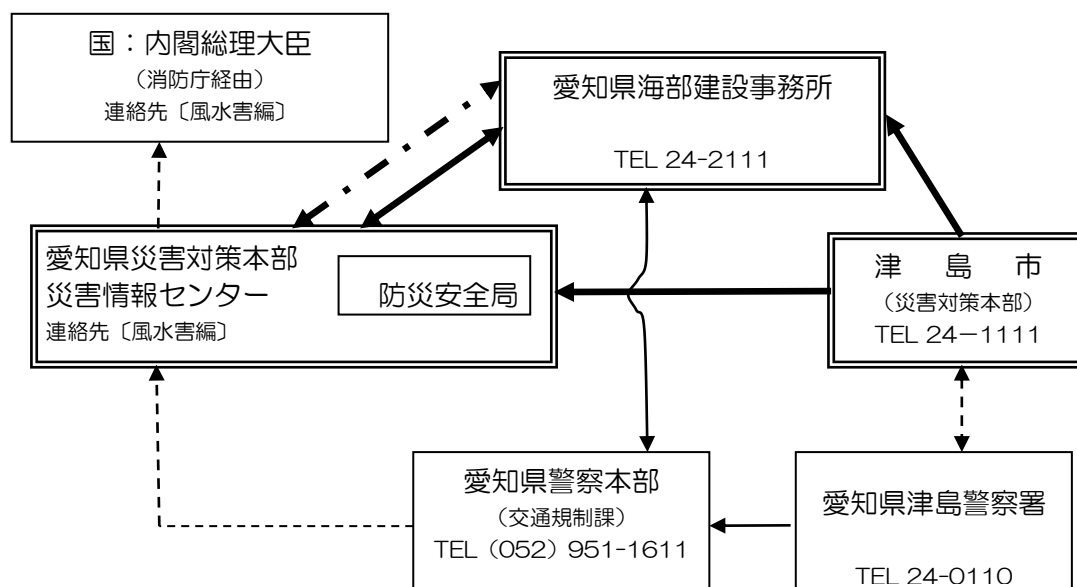 国：内閣総理大臣
（消防庁経由）
連絡先〔風水害編〕
愛知県海部建設事務所
TEL 24-2111
愛知県災害対策本部
災害情報センター
連絡先〔風水害編〕
防災安全局
津　島　市
（災害対策本部）
TEL 24－1111
愛知県警察本部
（交通規制課）
TEL（052）951-1611
愛知県津島警察署
TEL 24-0110